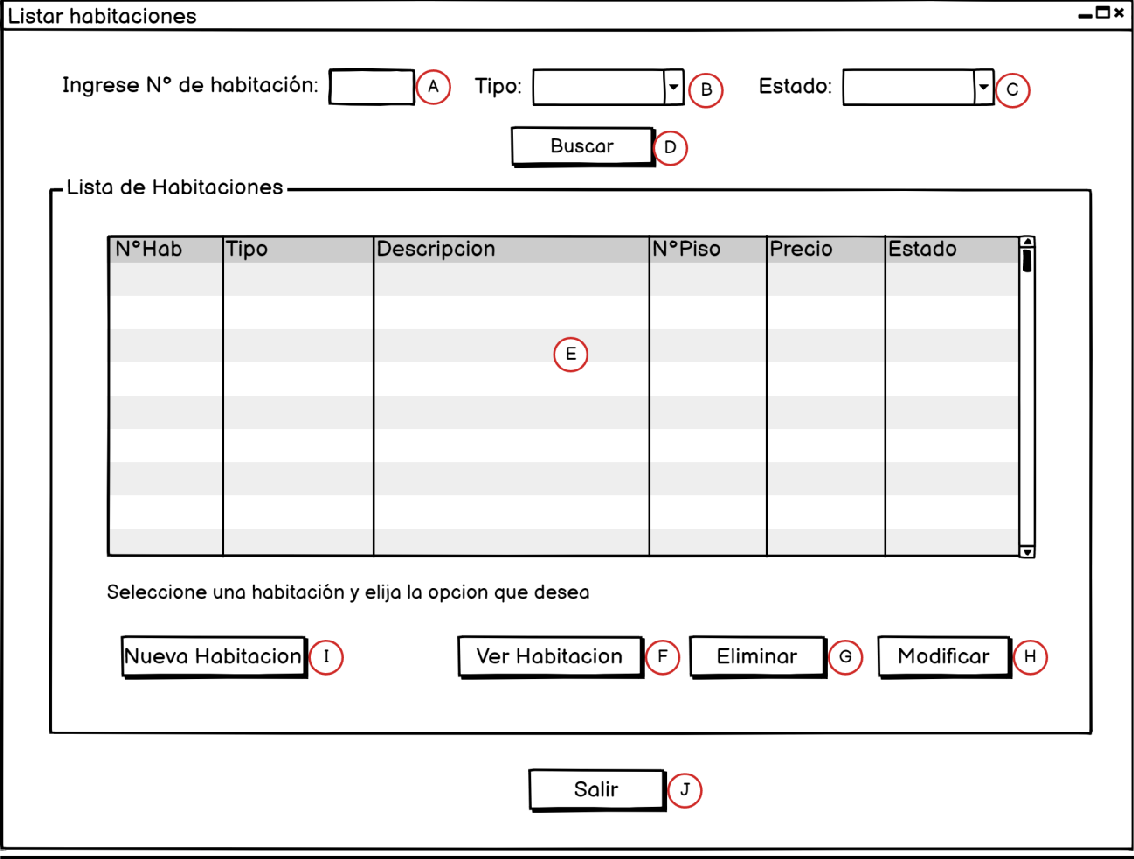 Listar habitaciones
Ingrese N° de habitación: A Tipo: B Estado: C
Buscar D
Lista de Habitaciones
N°Hab Tipo Descripcion N°Piso Precio Estado
E
Seleccione una habitación y elija la opcion que desea
Nueva Habitacion I Ver Habitacion F Eliminar G Modificar H
Salir J